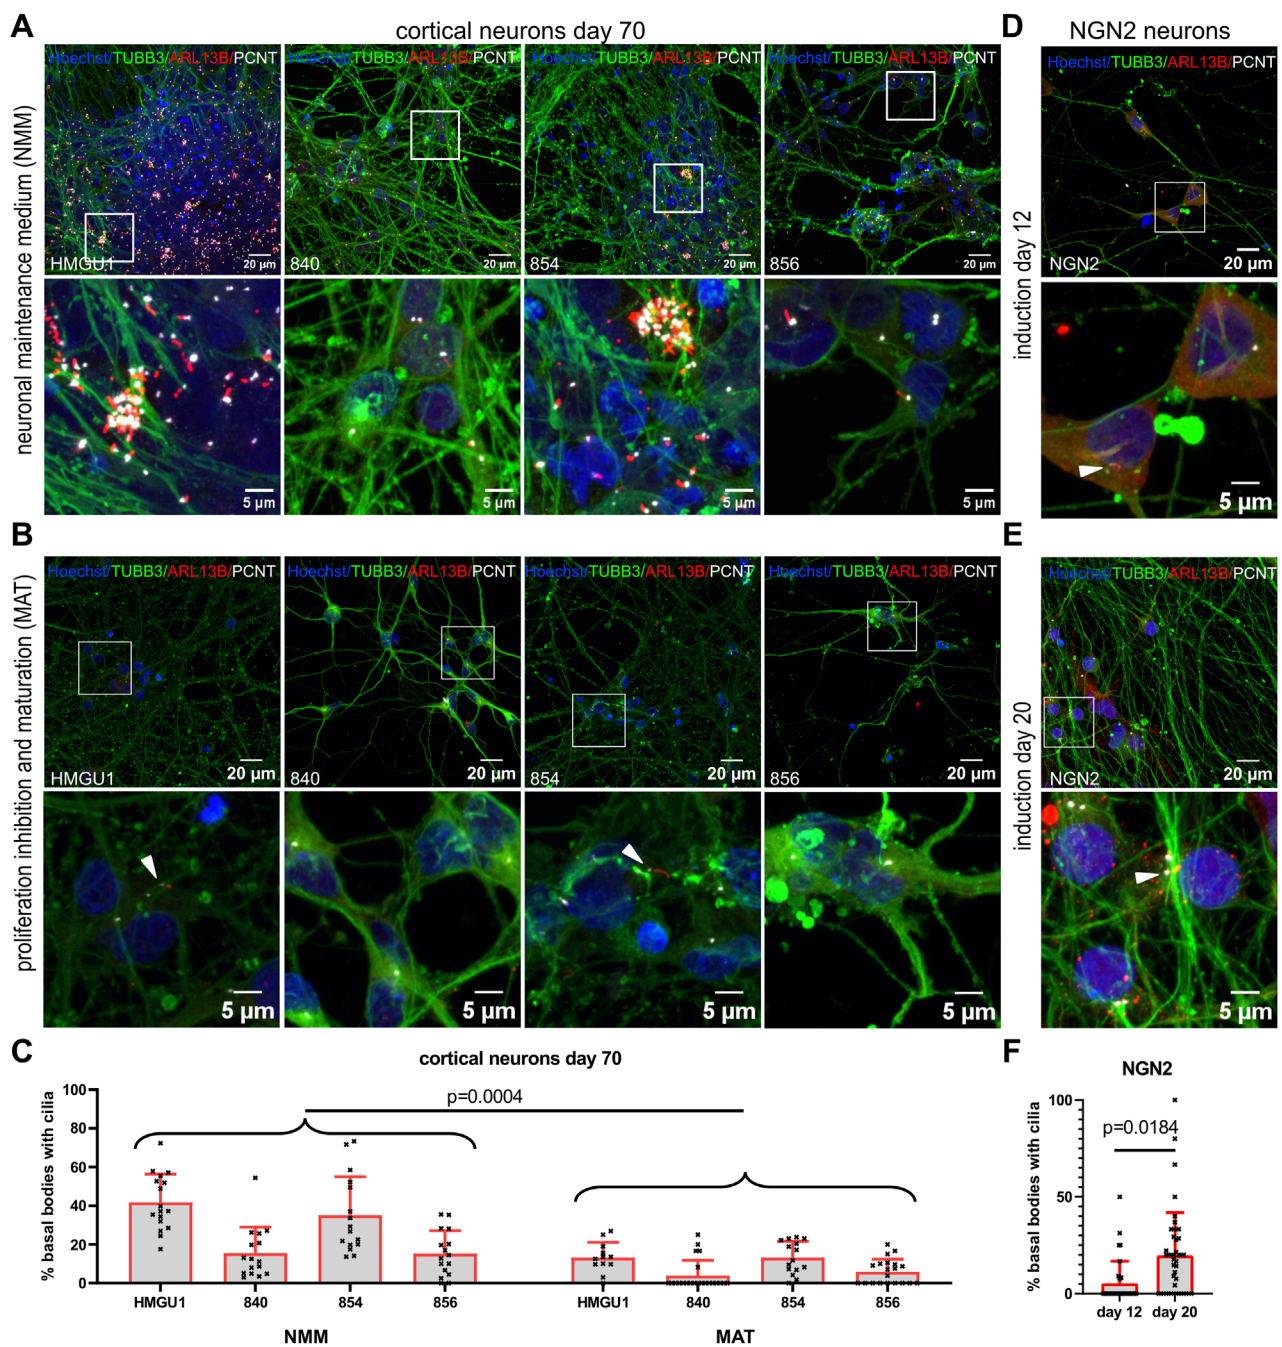 A
cortical neurons day 70
neuronal maintenance medium (NMM)
Hoechst/TUBB3/ARL13B/PCNT
HMGU1
20 µm
Hoechst/TUBB3/ARL13B/PCNT
840
20 µm
Hoechst/TUBB3/ARL13B/PCNT
854
20 µm
Hoechst/TUBB3/ARL13B/PCNT
856
20 µm
5 µm
5 µm
5 µm
5 µm
B
proliferation inhibition and maturation (MAT)
Hoechst/TUBB3/ARL13B/PCNT
HMGU1
20 µm
Hoechst/TUBB3/ARL13B/PCNT
840
20 µm
Hoechst/TUBB3/ARL13B/PCNT
854
20 µm
Hoechst/TUBB3/ARL13B/PCNT
856
20 µm
5 µm
5 µm
5 µm
5 µm
D
NGN2 neurons
induction day 12
Hoechst/TUBB3/ARL13B/PCNT
NGN2
20 µm
5 µm
E
induction day 20
Hoechst/TUBB3/ARL13B/PCNT
NGN2
20 µm
5 µm
C
cortical neurons day 70
% basal bodies with cilia
100
80
60
40
20
0
p=0.0004
HMGU1 840 854 856 HMGU1 840 854 856
NMM MAT
F
NGN2
% basal bodies with cilia
100
50
0
p=0.0184
day 12 day 20